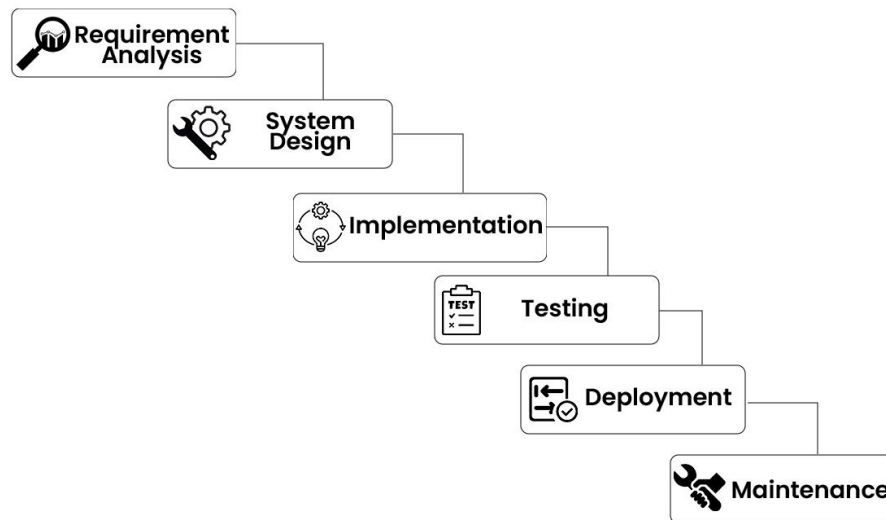 Requirement
Analysis
System
Design
Implementation
TEST
Testing
Deployment
Maintenance